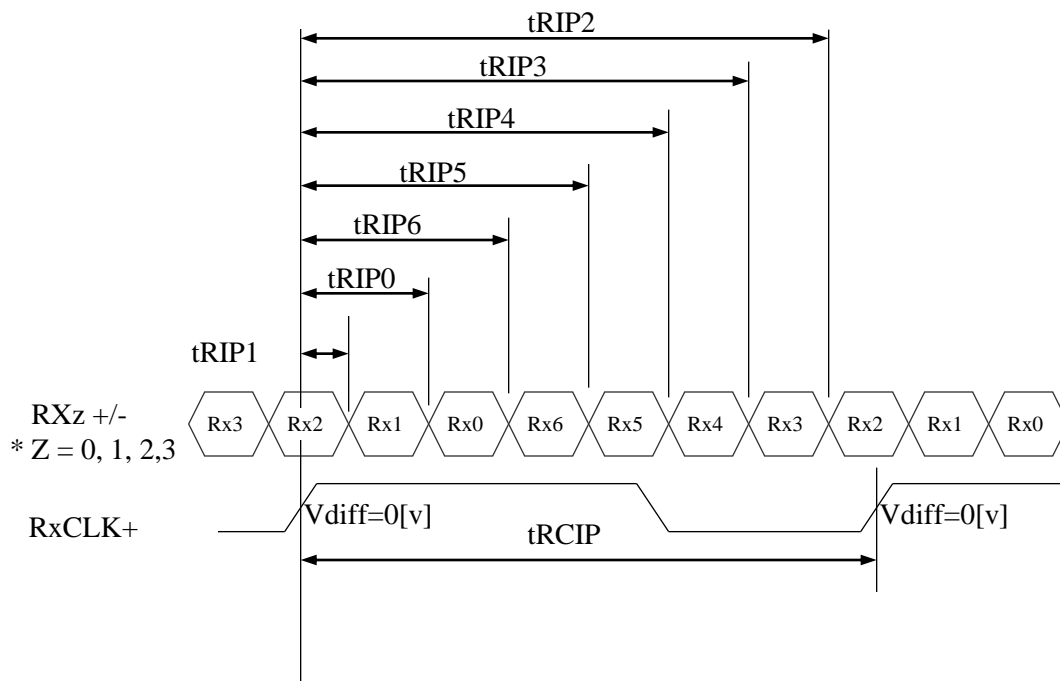 tRIP2
tRIP3
tRIP4
tRIP5
tRIP6
tRIP0
tRIP1
RXz +/-
* Z = 0, 1, 2,3
Rx3 Rx2 Rx1 Rx0 Rx6 Rx5 Rx4 Rx3 Rx2 Rx1 Rx0
RxCLK+
Vdiff=0[v] Vdiff=0[v]
tRCIP